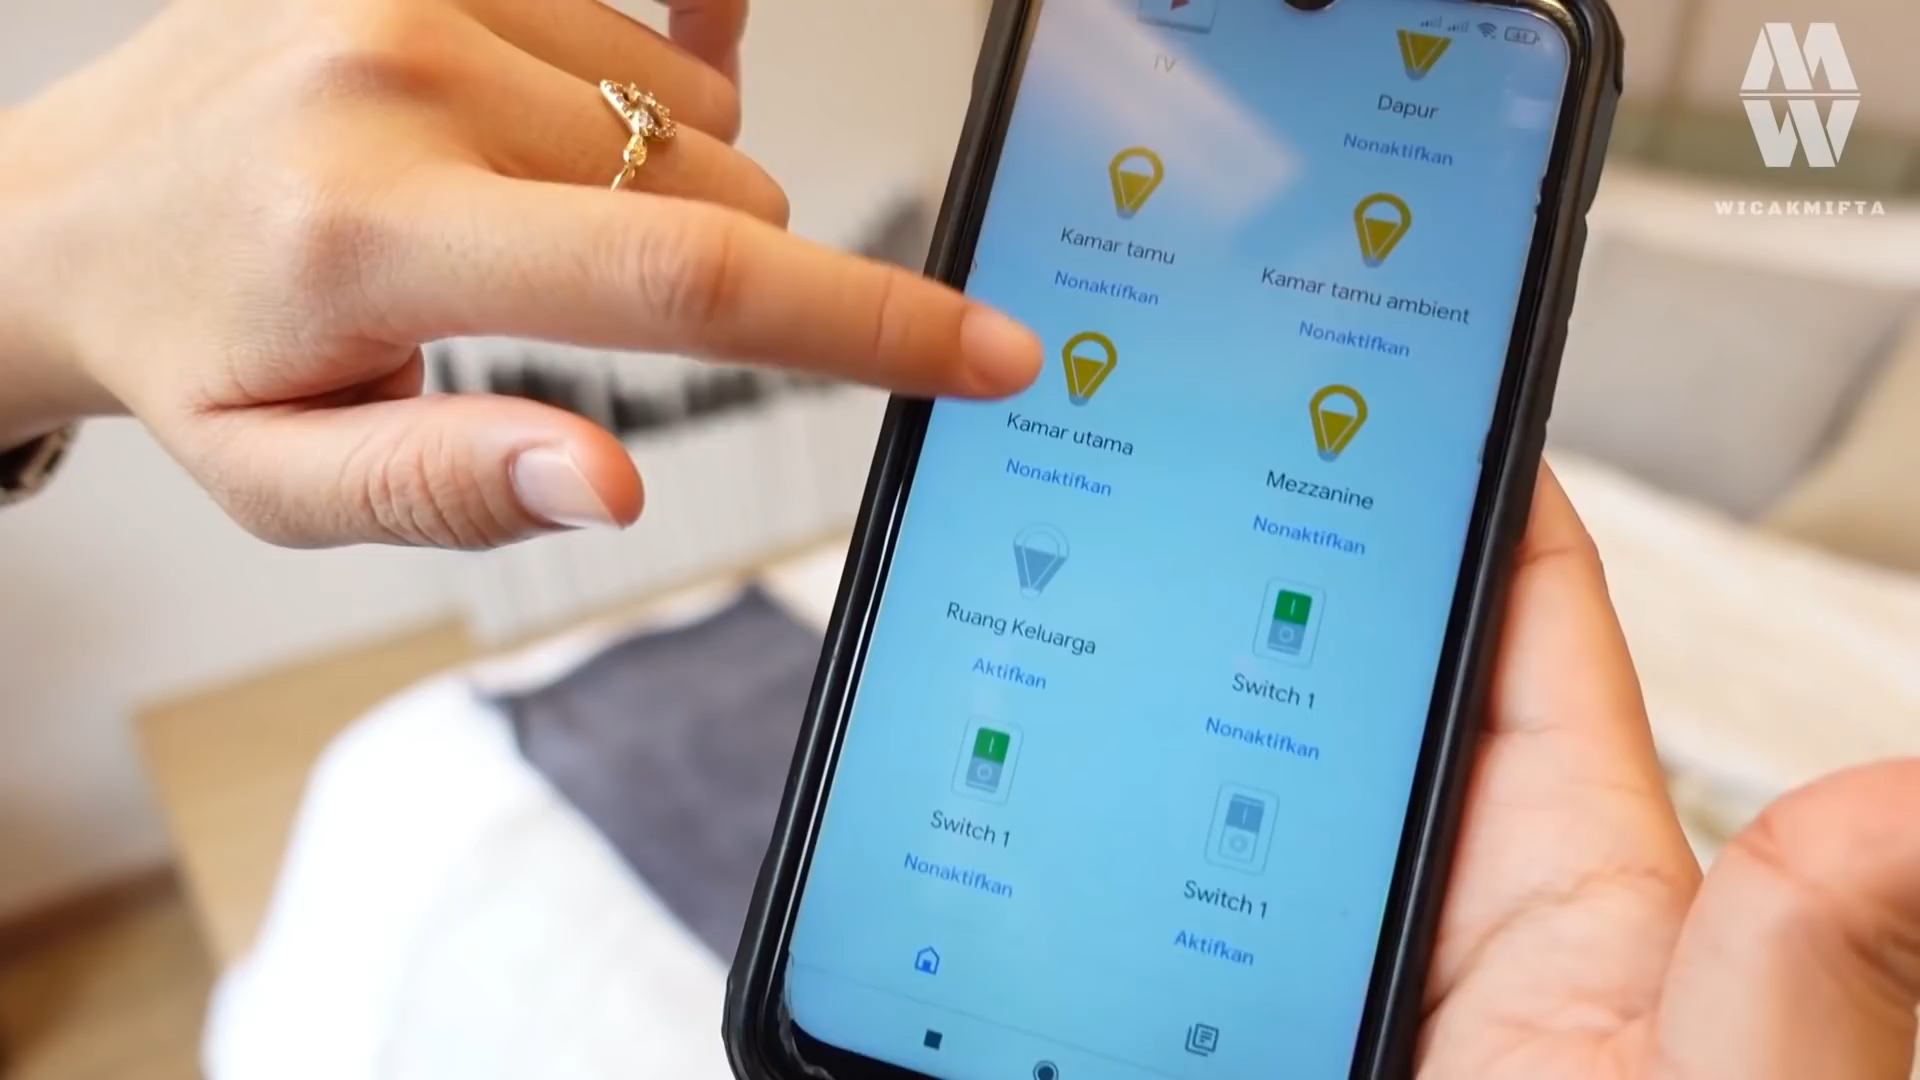 TV
Dapur
Nonaktifkan
Kamar tamu
Nonaktifkan
Kamar tamu ambient
Nonaktifkan
Kamar utama
Nonaktifkan
Mezzanine
Nonaktifkan
Ruang Keluarga
Aktifkan
Switch 1
Nonaktifkan
Switch 1
Nonaktifkan
Switch 1
Aktifkan
MW
WICAKMIFTA